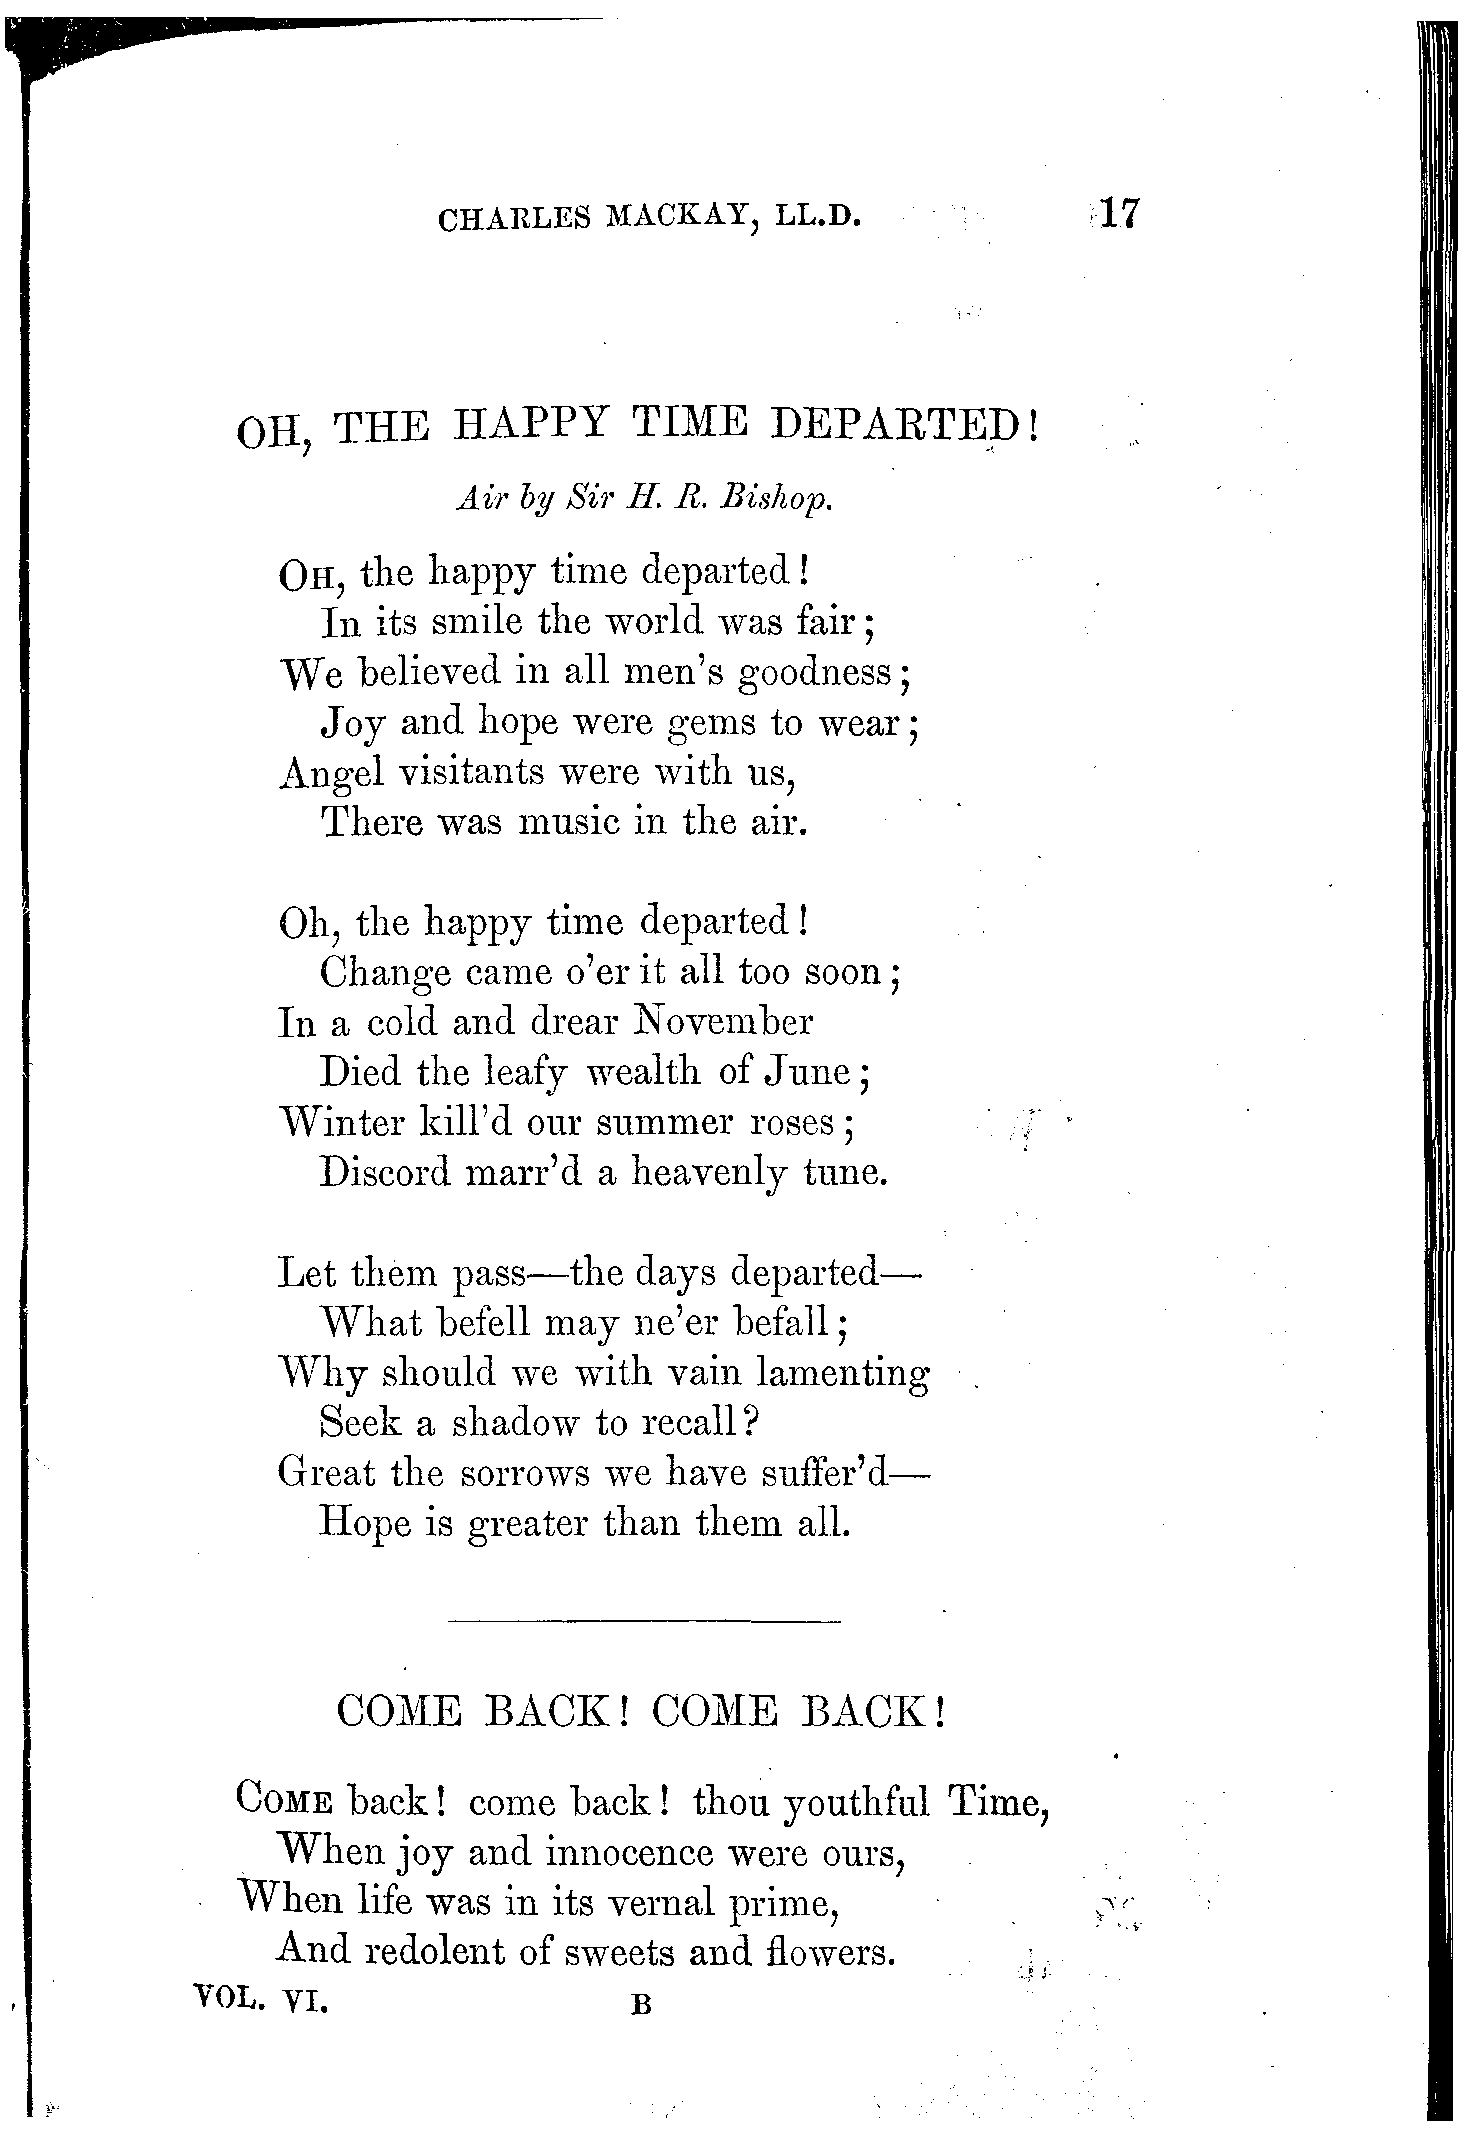 CHARLES MACKAY, LL.D. 17
OH, THE HAPPY TIME DEPARTED!
Air by Sir H. R. Bishop.
OH, the happy time departed!
In its smile the world was fair;
We believed in all men's goodness;
Joy and hope were gems to wear;
Angel visitants were with us,
There was music in the air.
Oh, the happy time departed!
Change came o'er it all too soon;
In a cold and drear November
Died the leafy wealth of June;
Winter kill'd our summer roses;
Discord marr'd a heavenly tune.
Let them pass—the days departed—
What befell may ne'er befall;
Why should we with vain lamenting
Seek a shadow to recall?
Great the sorrows we have suffer'd—
Hope is greater than them all.
COME BACK! COME BACK!
COME back! come back! thou youthful Time,
When joy and innocence were ours,
When life was in its vernal prime,
And redolent of sweets and flowers.
VOL. VI. B